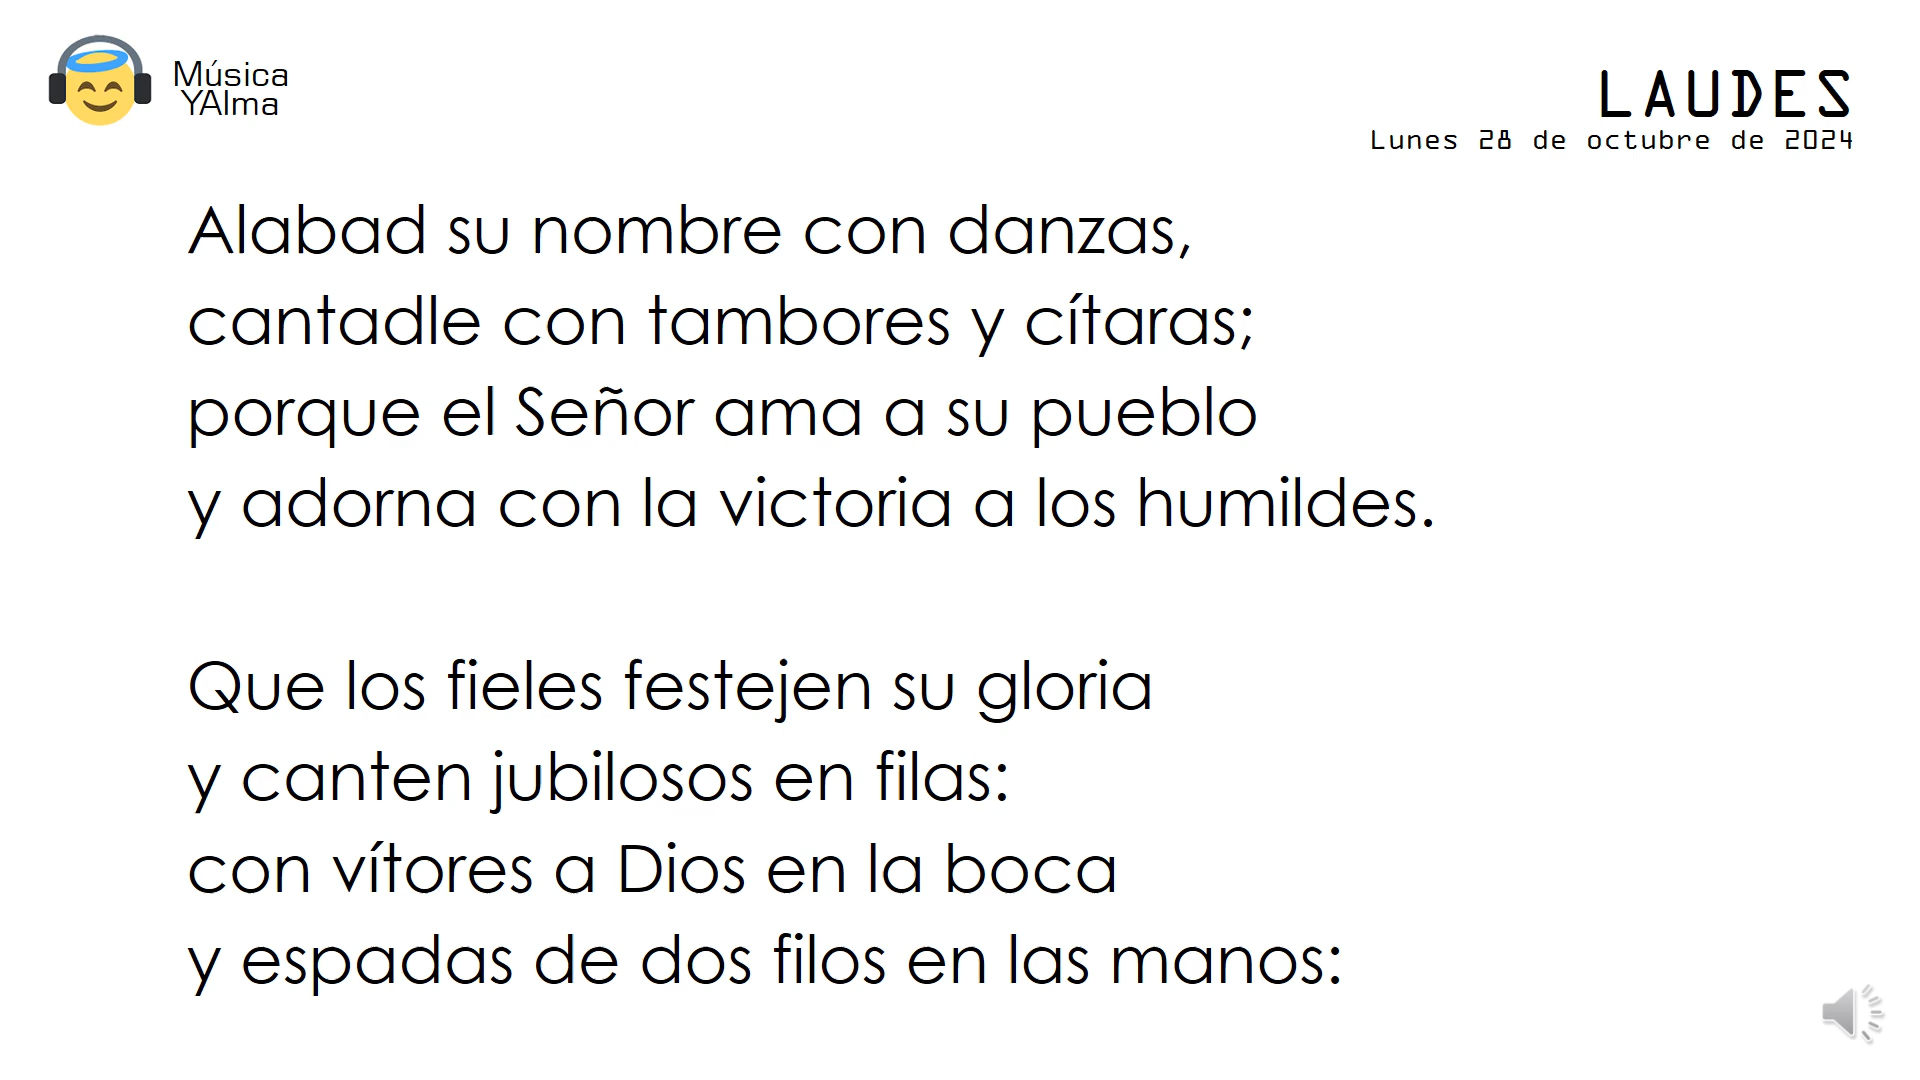 Música
YAlma
LAUDES
Lunes 28 de octubre de 2024
Alabad su nombre con danzas,
cantadle con tambores y cítaras;
porque el Señor ama a su pueblo
y adorna con la victoria a los humildes.
Que los fieles festejen su gloria
y canten jubilosos en filas:
con vítores a Dios en la boca
y espadas de dos filos en las manos: